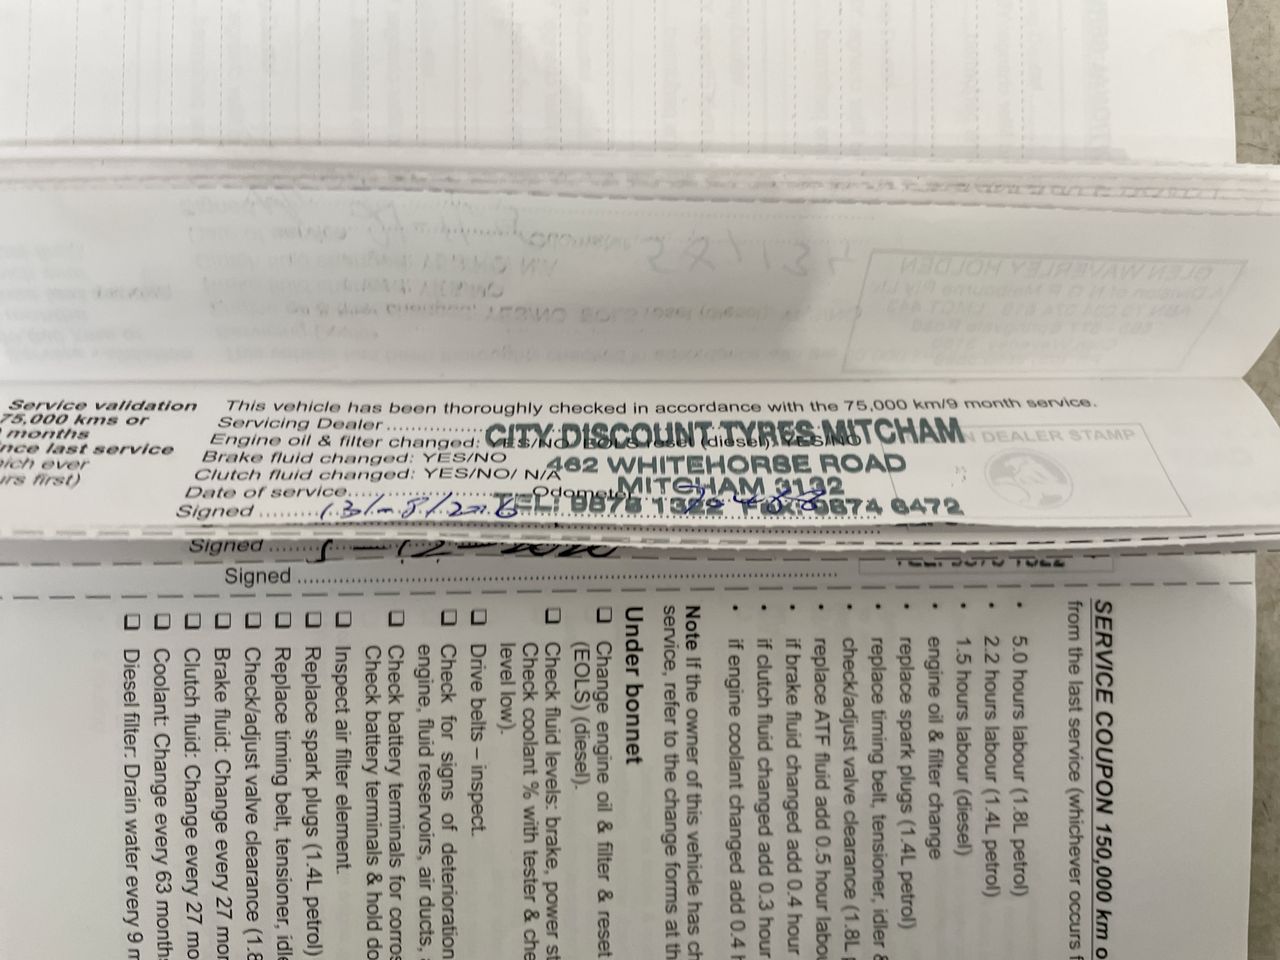 Service validation
75,000 kms or
months
nce last service
ich ever
urs first)
This vehicle has been thoroughly checked in accordance with the 75,000 km/9 month service.
Servicing Dealer
Engine oil & filter changed: YES/NO EOLS reset (diesel): YES/NO
Brake fluid changed: YES/NO
Clutch fluid changed: YES/NO/ N/A
Date of service Odometer
Signed
CITY DISCOUNT TYRES MITCHAM
462 WHITEHORSE ROAD
MITCHAM 3132
TEL: 9873 1322 Fax: 9874 6472
N DEALER STAMP
Signed
Signed
SERVICE COUPON 150,000 km o
from the last service (whichever occurs f
• 5.0 hours labour (1.8L petrol)
• 2.2 hours labour (1.4L petrol)
• 1.5 hours labour (diesel)
• engine oil & filter change
• replace spark plugs (1.4L petrol)
• replace timing belt, tensioner, idler &
• check/adjust valve clearance (1.8L
• replace ATF fluid add 0.5 hour labou
• if brake fluid changed add 0.4 hour
• if clutch fluid changed add 0.3 hour
• if engine coolant changed add 0.4 h
Note If the owner of this vehicle has ch
service, refer to the change forms at th
Under bonnet
❏ Change engine oil & filter & reset
(EOLS) (diesel).
❏ Check fluid levels: brake, power st
Check coolant % with tester & che
level low).
❏ Drive belts – inspect.
❏ Check for signs of deterioration
engine, fluid reservoirs, air ducts,
❏ Check battery terminals for corros
Check battery terminals & hold do
❏ Inspect air filter element.
❏ Replace spark plugs (1.4L petrol)
❏ Replace timing belt, tensioner, idle
❏ Check/adjust valve clearance (1.8
❏ Brake fluid: Change every 27 mon
❏ Clutch fluid: Change every 27 mo
❏ Coolant: Change every 63 months
❏ Diesel filter: Drain water every 9 m